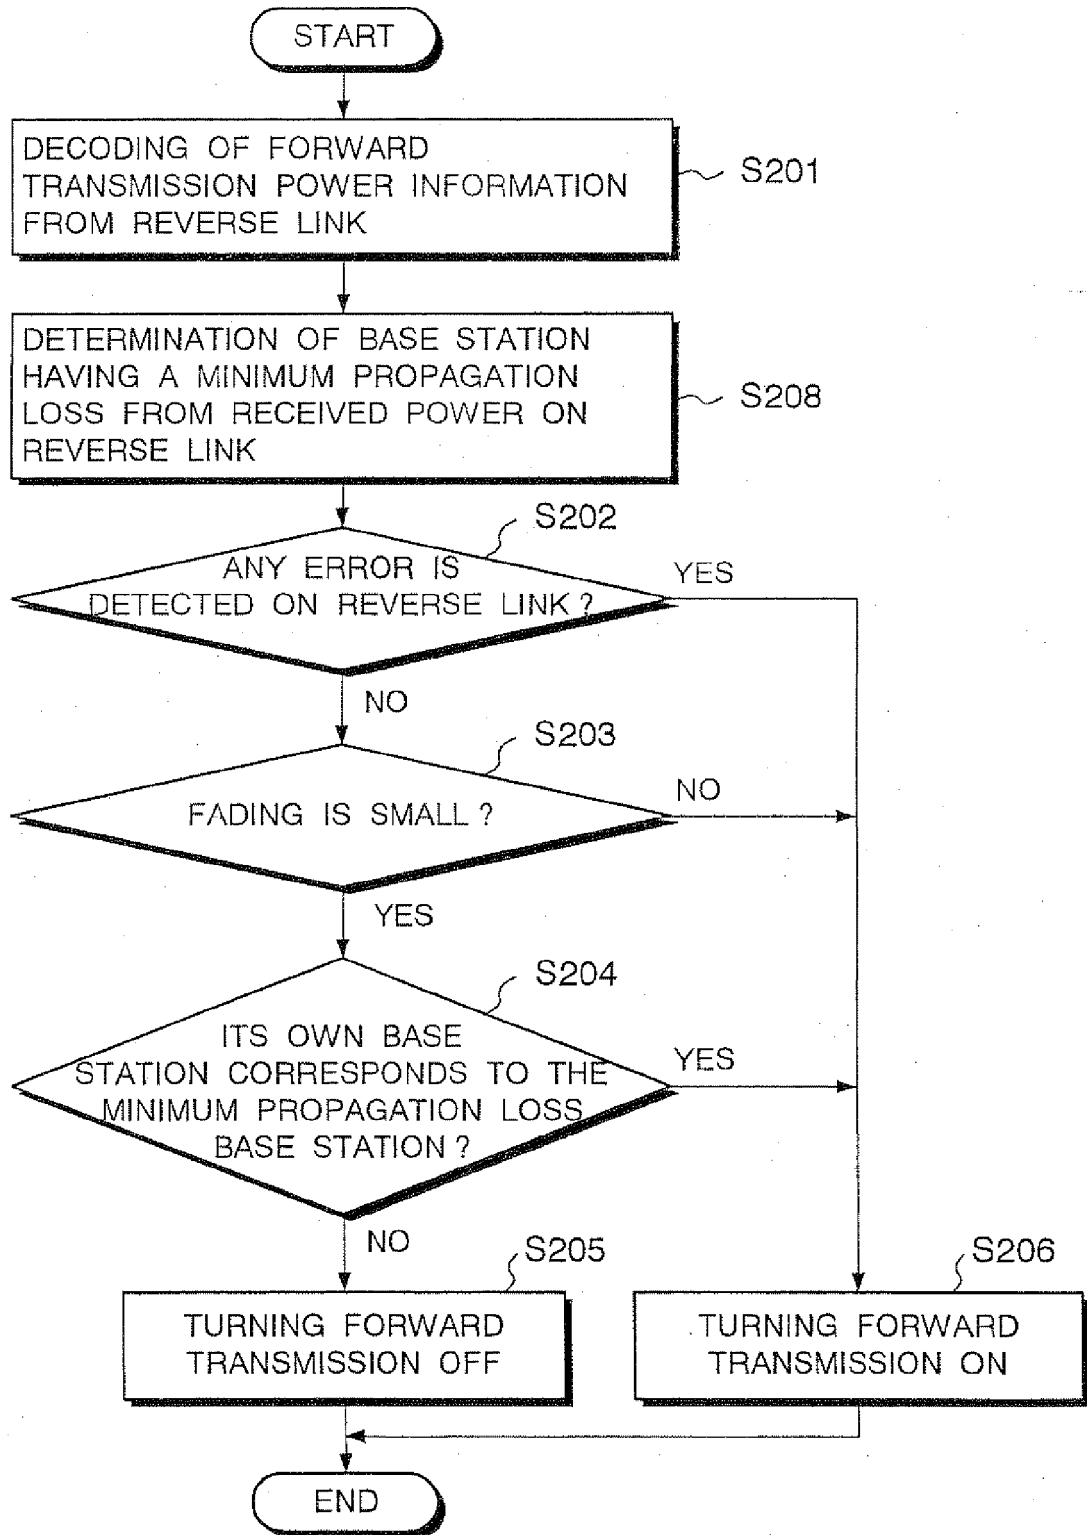 START
DECODING OF FORWARD
TRANSMISSION POWER INFORMATION
FROM REVERSE LINK
S201
DETERMINATION OF BASE STATION
HAVING A MINIMUM PROPAGATION
LOSS FROM RECEIVED POWER ON
REVERSE LINK
S208
S202
ANY ERROR IS
DETECTED ON REVERSE LINK?
YES
NO
S203
FADING IS SMALL?
NO
YES
S204
ITS OWN BASE
STATION CORRESPONDS TO THE
MINIMUM PROPAGATION LOSS
BASE STATION?
YES
NO
S205
TURNING FORWARD
TRANSMISSION OFF
S206
TURNING FORWARD
TRANSMISSION ON
END